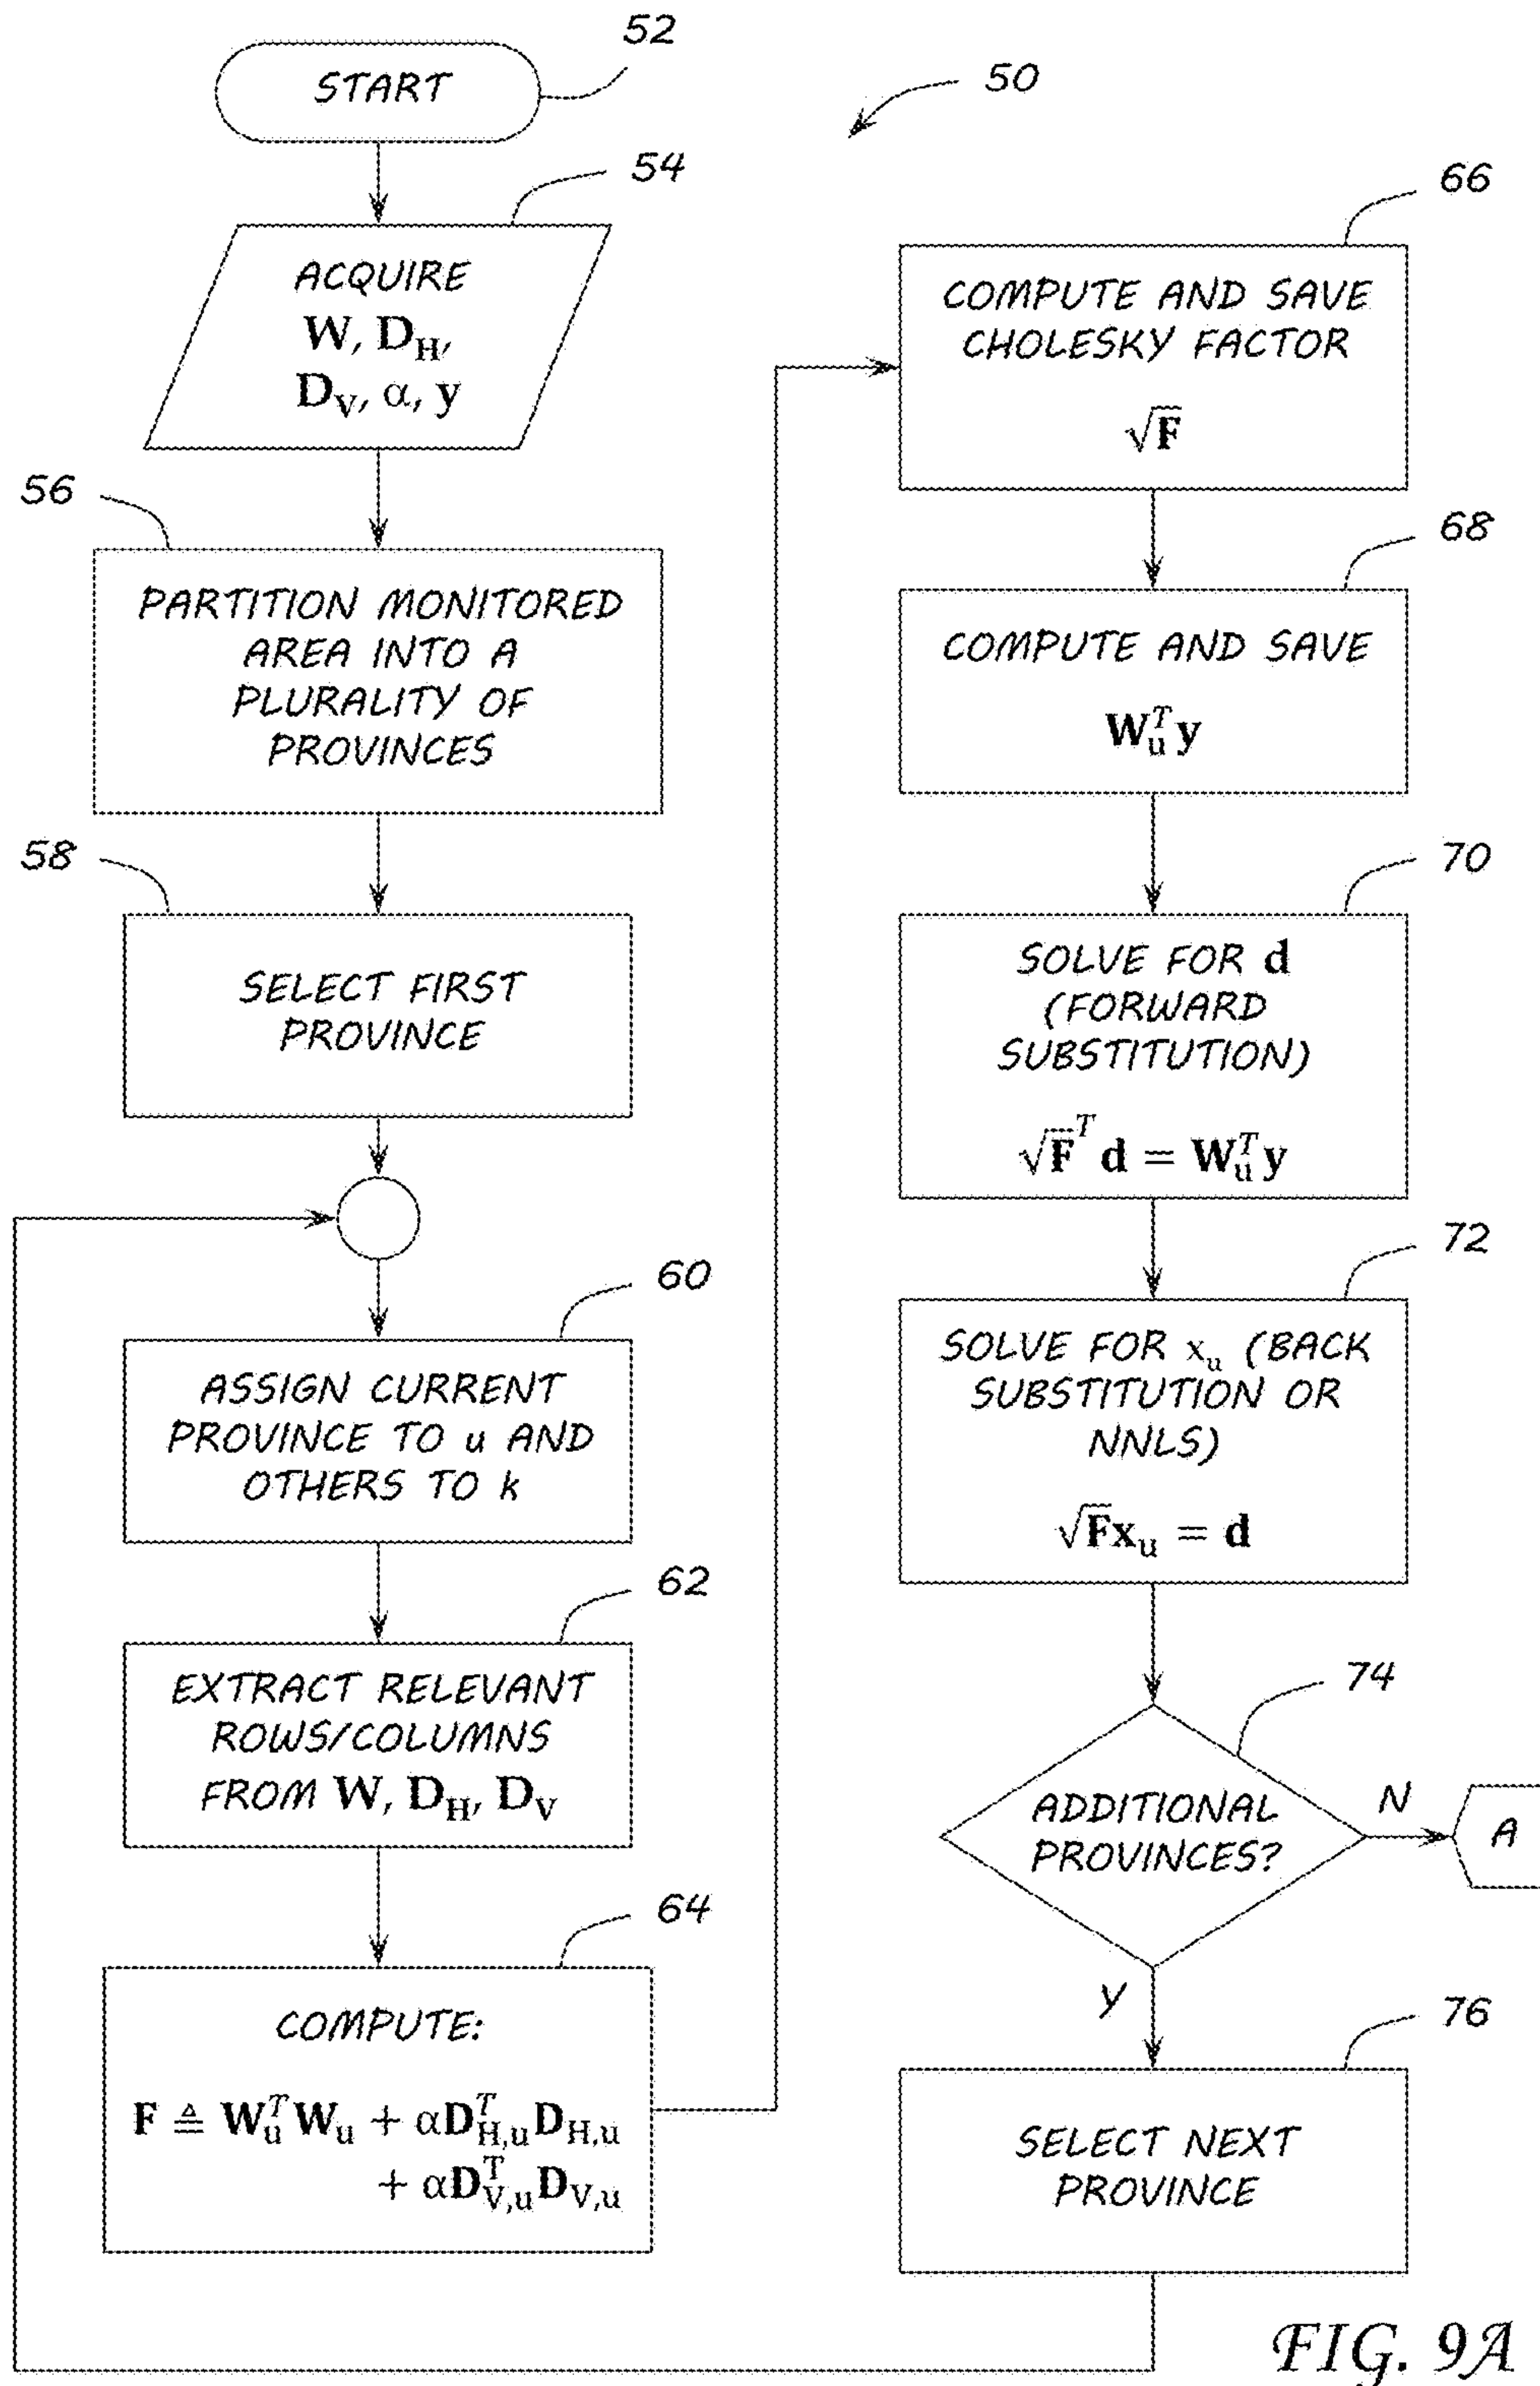 52
START
50
54
ACQUIRE
W, D_H,
D_V, α, y
56
PARTITION MONITORED
AREA INTO A
PLURALITY OF
PROVINCES
58
SELECT FIRST
PROVINCE
60
ASSIGN CURRENT
PROVINCE TO u AND
OTHERS TO k
62
EXTRACT RELEVANT
ROWS/COLUMNS
FROM W, D_H, D_V
64
COMPUTE:
F ≜ W_u^T W_u + αD_{H,u}^T D_{H,u}
+ αD_{V,u}^T D_{V,u}
66
COMPUTE AND SAVE
CHOLESKY FACTOR
√F
68
COMPUTE AND SAVE
W_u^T y
70
SOLVE FOR d
(FORWARD
SUBSTITUTION)
√F^T d = W_u^T y
72
SOLVE FOR x_u (BACK
SUBSTITUTION OR
NNLS)
√F x_u = d
74
ADDITIONAL
PROVINCES?
N
A
Y
76
SELECT NEXT
PROVINCE
FIG. 9A